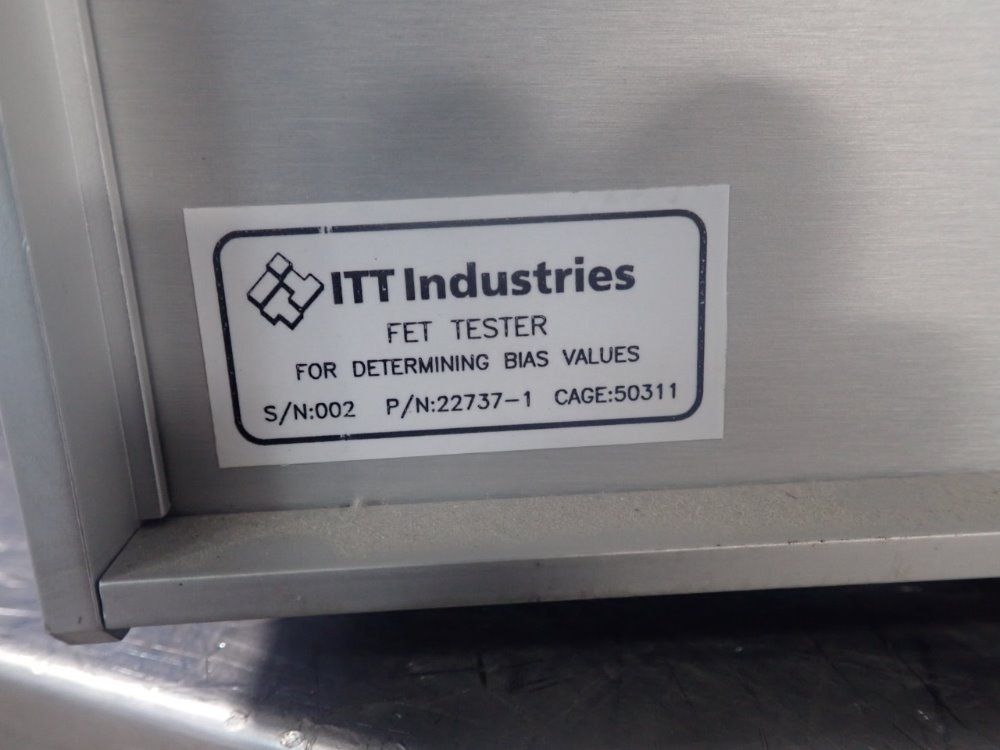 ITT Industries
FET TESTER
FOR DETERMINING BIAS VALUES
S/N:002 P/N:22737-1 CAGE:50311